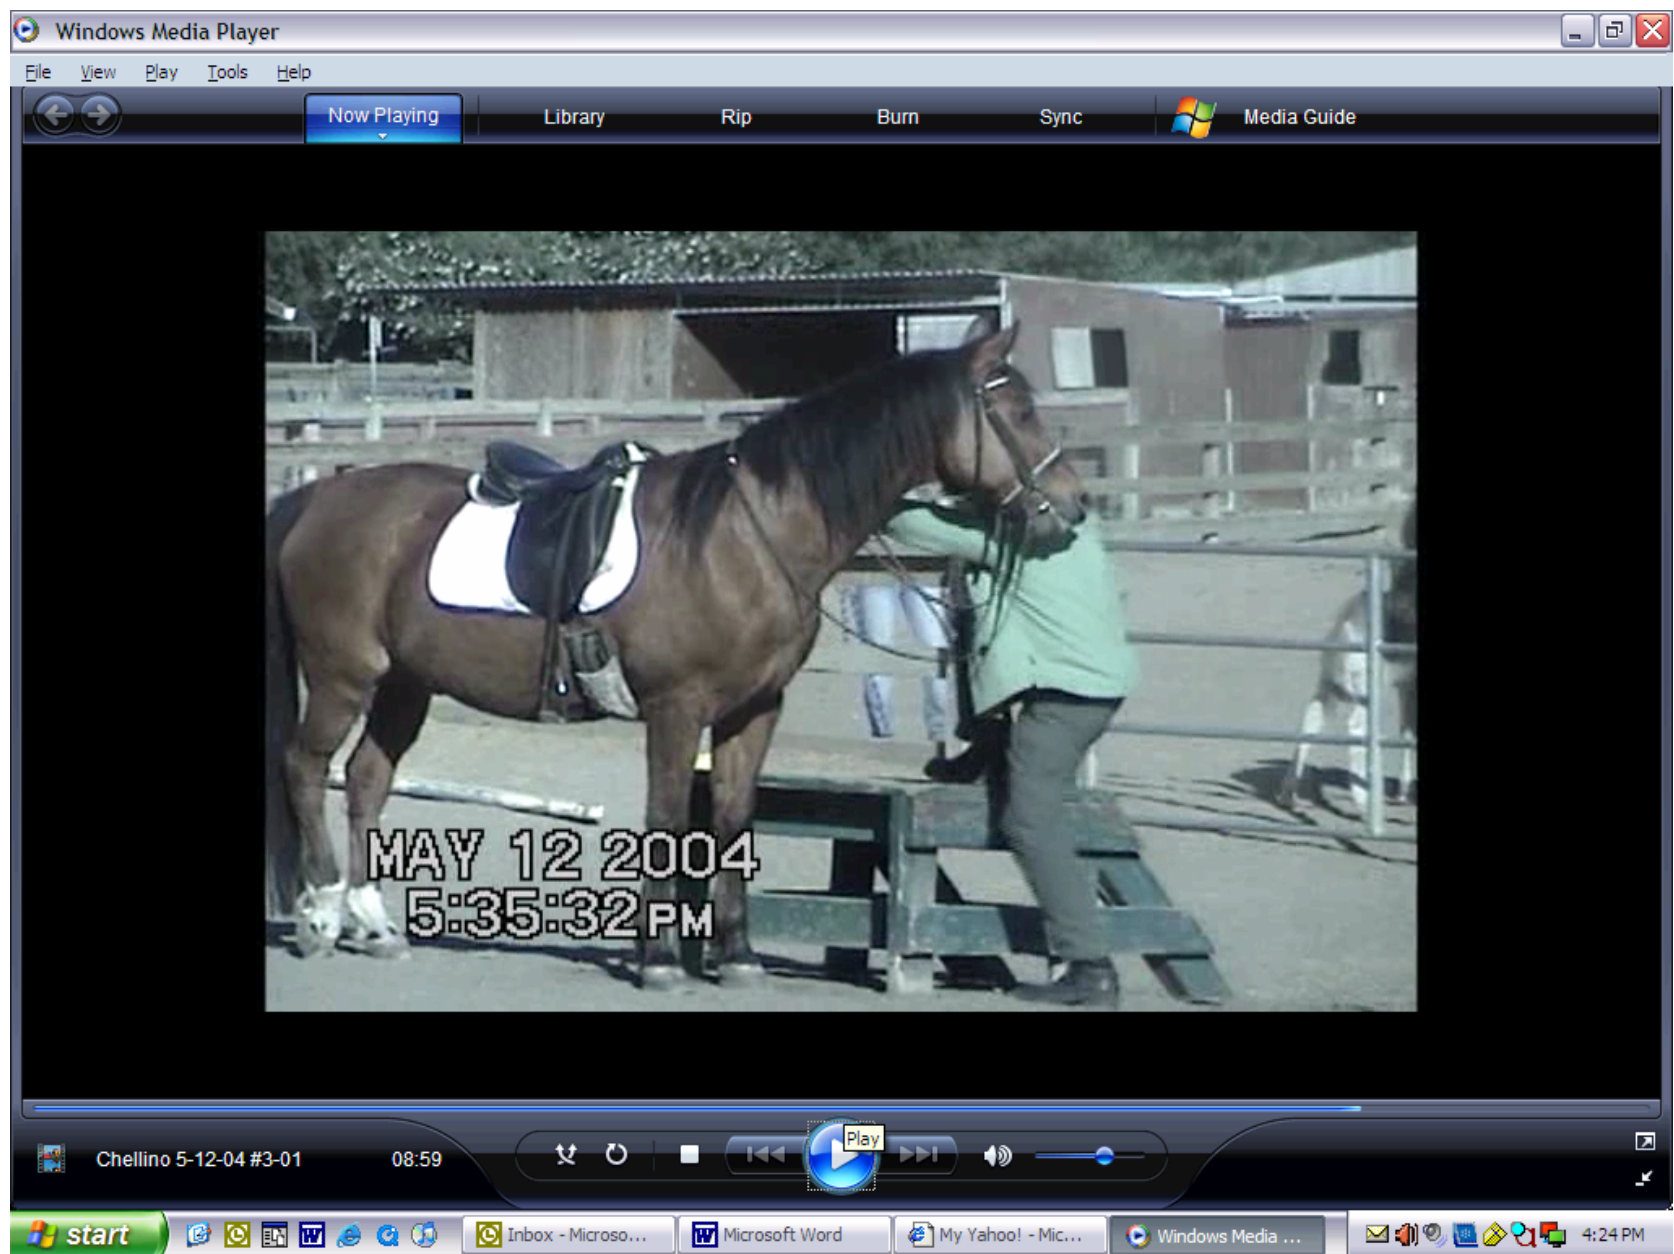 Windows Media Player
File View Play Tools Help
Now Playing Library Rip Burn Sync Media Guide
MAY 12 2004
5:35:32 PM
Play
Chellino 5-12-04 #3-01 08:59
start Inbox - Microso... Microsoft Word My Yahoo! - Mic... Windows Media ... 4:24 PM